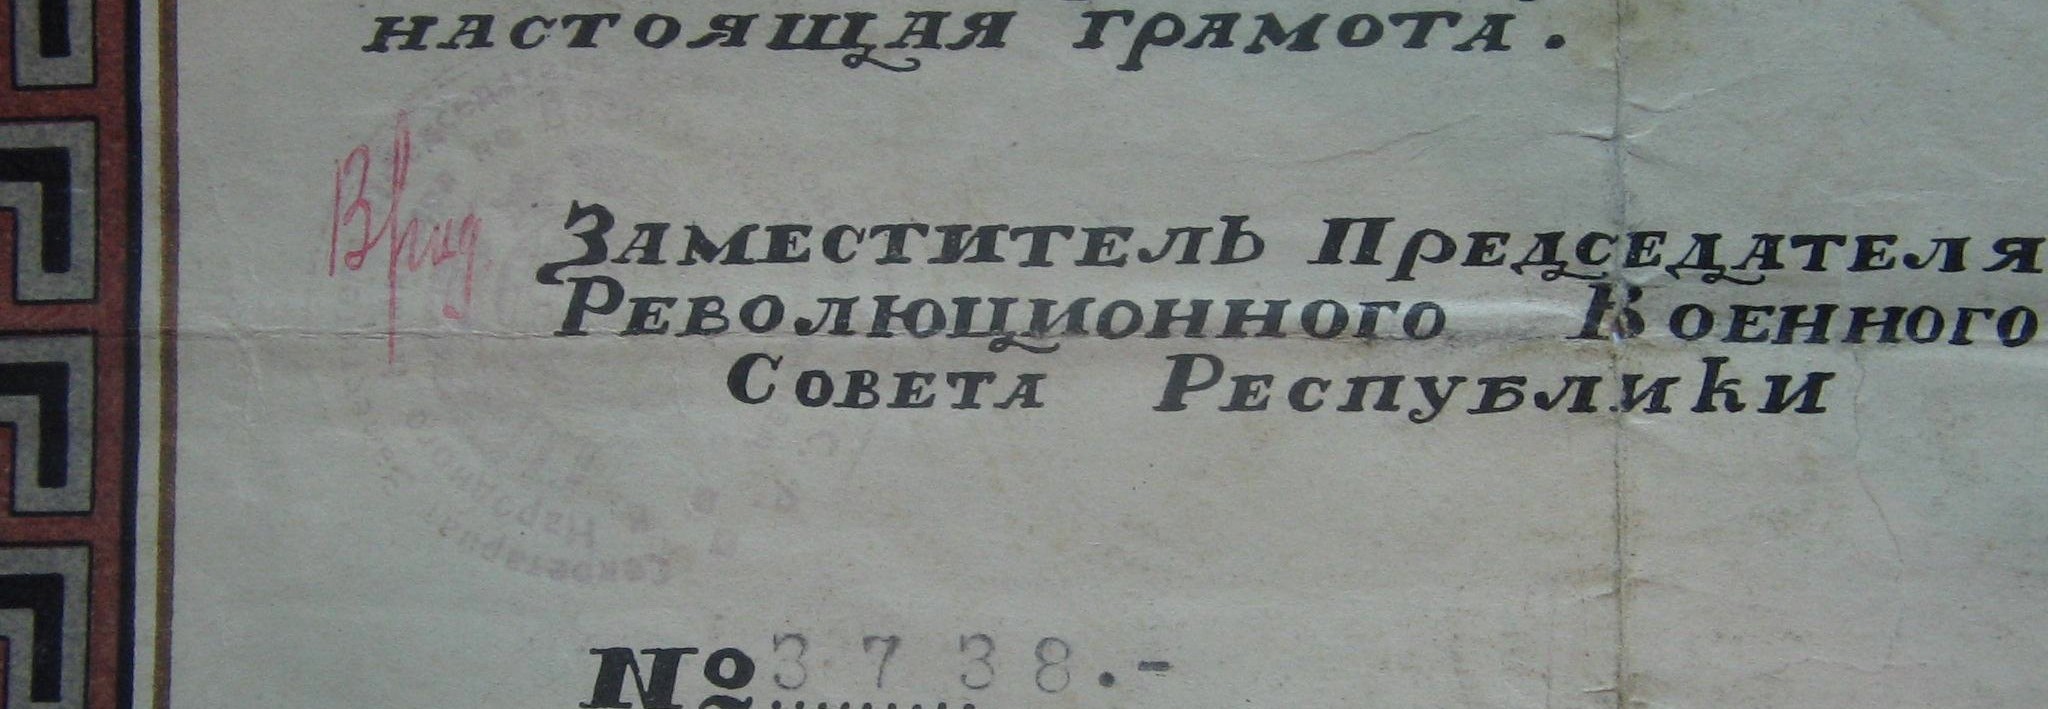 настоящая грамота.
Врид.
Заместитель Председателя
Революционного Военного
Совета Республики
№ 3738.-